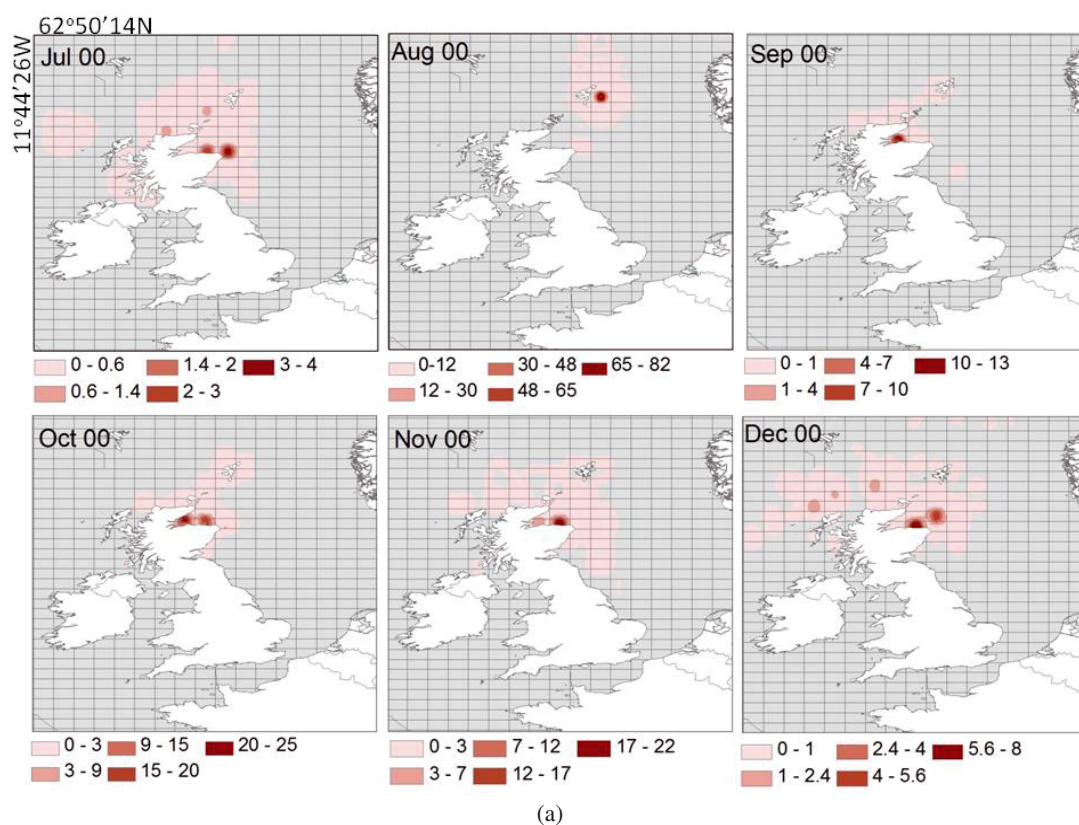 62°50'14N
11°44'26W
Jul 00
Aug 00
Sep 00
0 - 0.6 1.4 - 2 3 - 4
0.6 - 1.4 2 - 3
0-12 30 - 48 65 - 82
12 - 30 48 - 65
0 - 1 4 -7 10 - 13
1 - 4 7 - 10
Oct 00
Nov 00
Dec 00
0 - 3 9 - 15 20 - 25
3 - 9 15 - 20
0 - 3 7 - 12 17 - 22
3 - 7 12 - 17
0 - 1 2.4 - 4 5.6 - 8
1 - 2.4 4 - 5.6
(a)